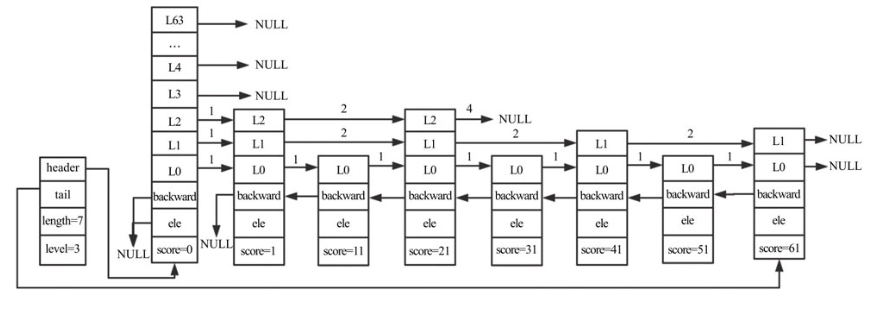 L63
NULL
...
L4
NULL
L3
NULL
L2 1 L2 2 L2 4 NULL
L1 1 L1 2 L1 2 L1 2 L1 NULL
header L0 1 L0 1 L0 1 L0 1 L0 1 L0 1 L0 1 L0 NULL
tail backward backward backward backward backward backward backward backward
length=7 ele ele ele ele ele ele ele ele
level=3 NULL score=0 NULL score=1 score=11 score=21 score=31 score=41 score=51 score=61